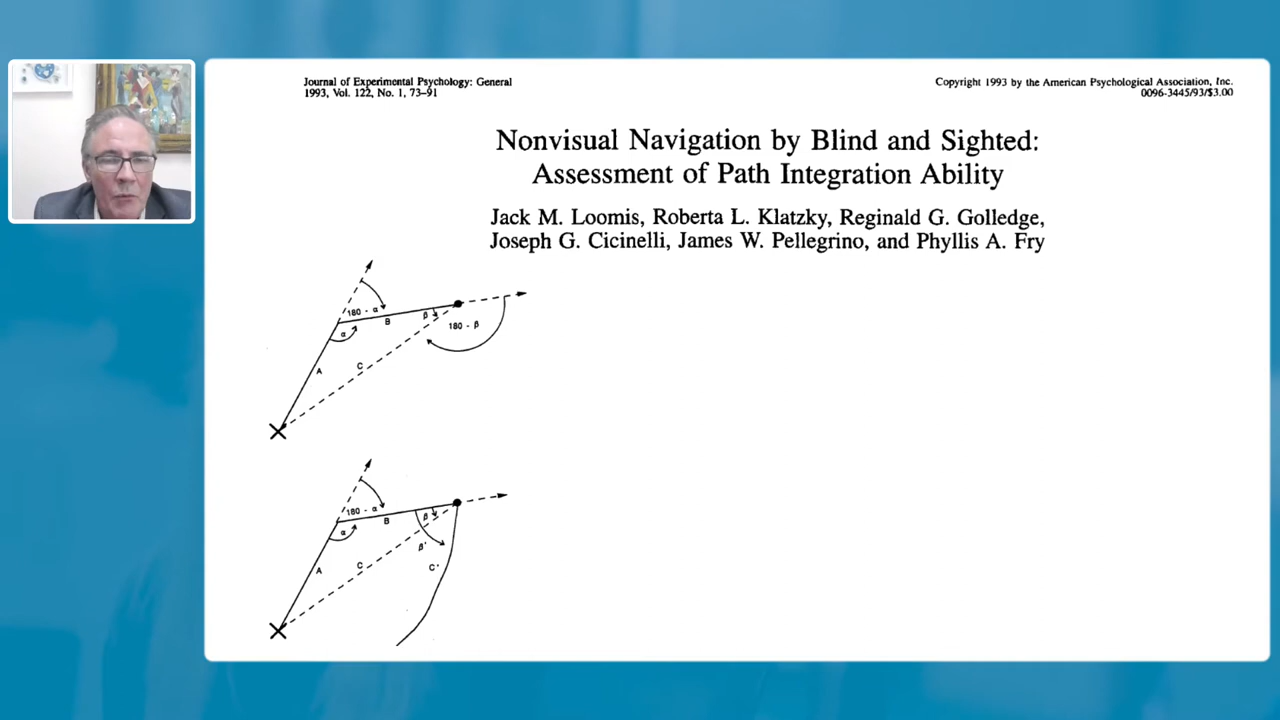 Journal of Experimental Psychology: General
1993, Vol. 122, No. 1, 73–91
Copyright 1993 by the American Psychological Association, Inc.
0096-3445/93/$3.00
Nonvisual Navigation by Blind and Sighted:
Assessment of Path Integration Ability
Jack M. Loomis, Roberta L. Klatzky, Reginald G. Golledge,
Joseph G. Cicinelli, James W. Pellegrino, and Phyllis A. Fry
180 - α
B
β
α
180 - β
A
C
180 - α
B
β
α
β'
A
C
C'